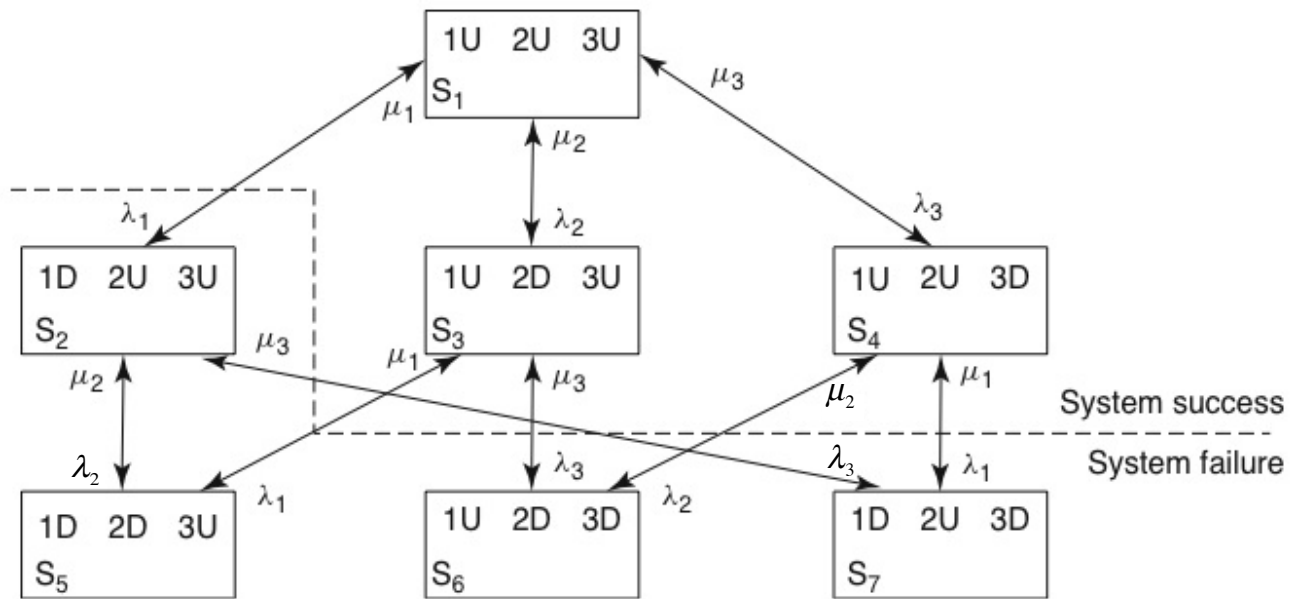 1U 2U 3U
S₁
μ₁
μ₃
μ₂
λ₁
λ₂
λ₃
1D 2U 3U
S₂
1U 2D 3U
S₃
1U 2U 3D
S₄
μ₂
μ₃
μ₁
μ₃
μ₂
μ₁
System success
System failure
λ₂
λ₁
λ₃
λ₂
λ₃
λ₁
1D 2D 3U
S₅
1U 2D 3D
S₆
1D 2U 3D
S₇